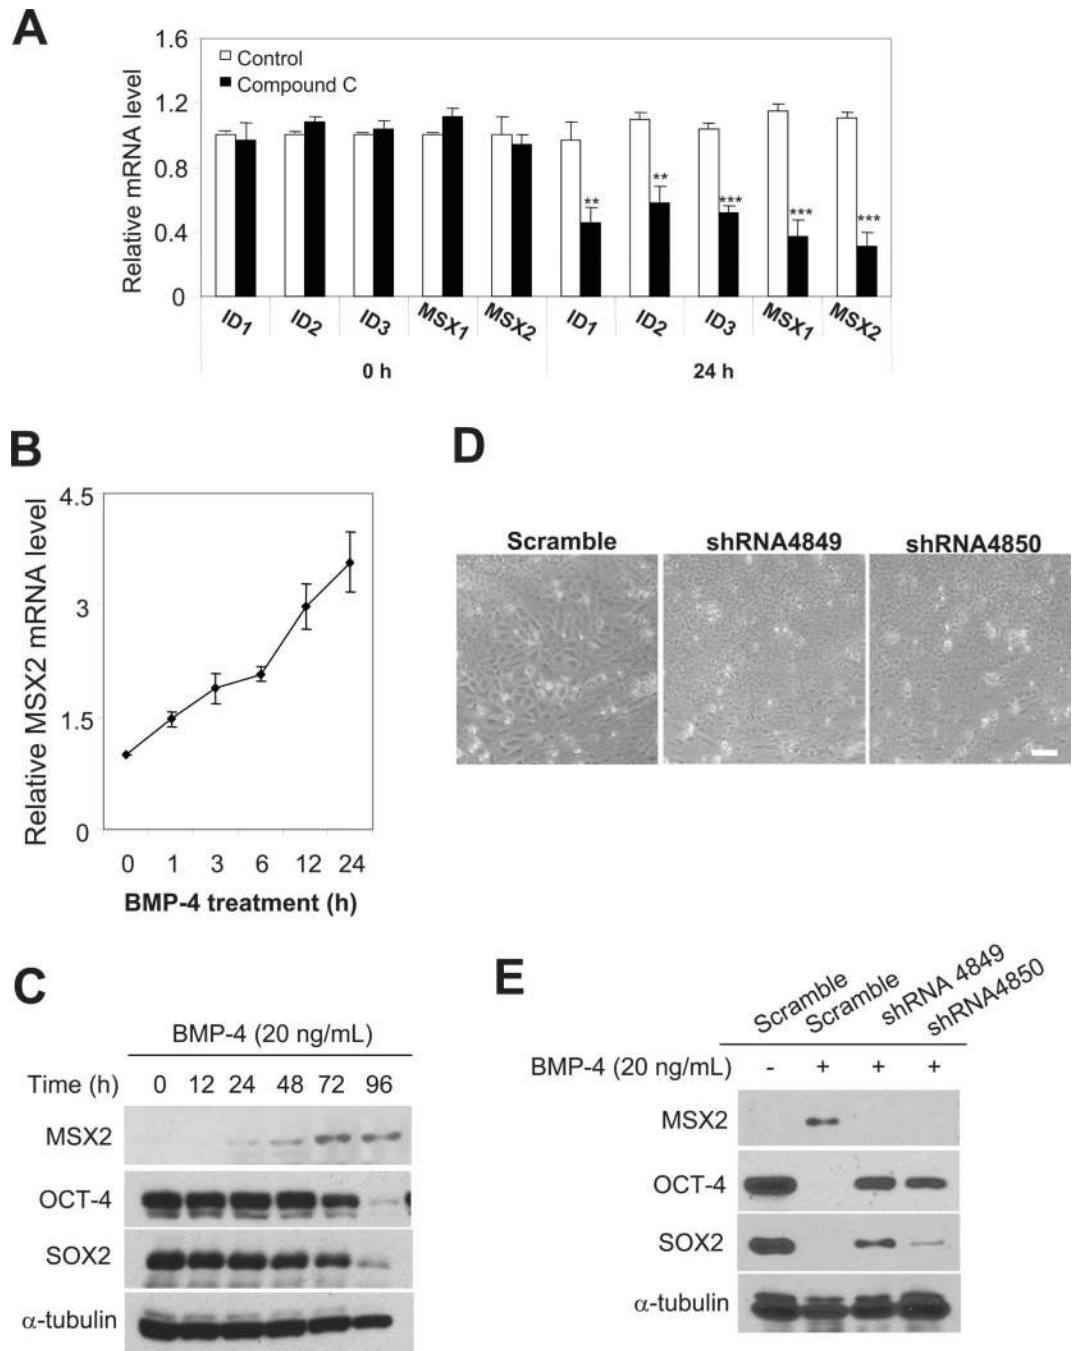 A
Relative mRNA level
1.6
1.2
0.8
0.4
0
Control
Compound C
** ** *** *** ***
ID1 ID2 ID3 MSX1 MSX2 ID1 ID2 ID3 MSX1 MSX2
0 h 24 h
B
Relative MSX2 mRNA level
4.5
3
1.5
0
0 1 3 6 12 24
BMP-4 treatment (h)
D
Scramble shRNA4849 shRNA4850
C
BMP-4 (20 ng/mL)
Time (h) 0 12 24 48 72 96
MSX2
OCT-4
SOX2
α-tubulin
E
Scramble Scramble shRNA 4849 shRNA4850
BMP-4 (20 ng/mL) - + + +
MSX2
OCT-4
SOX2
α-tubulin